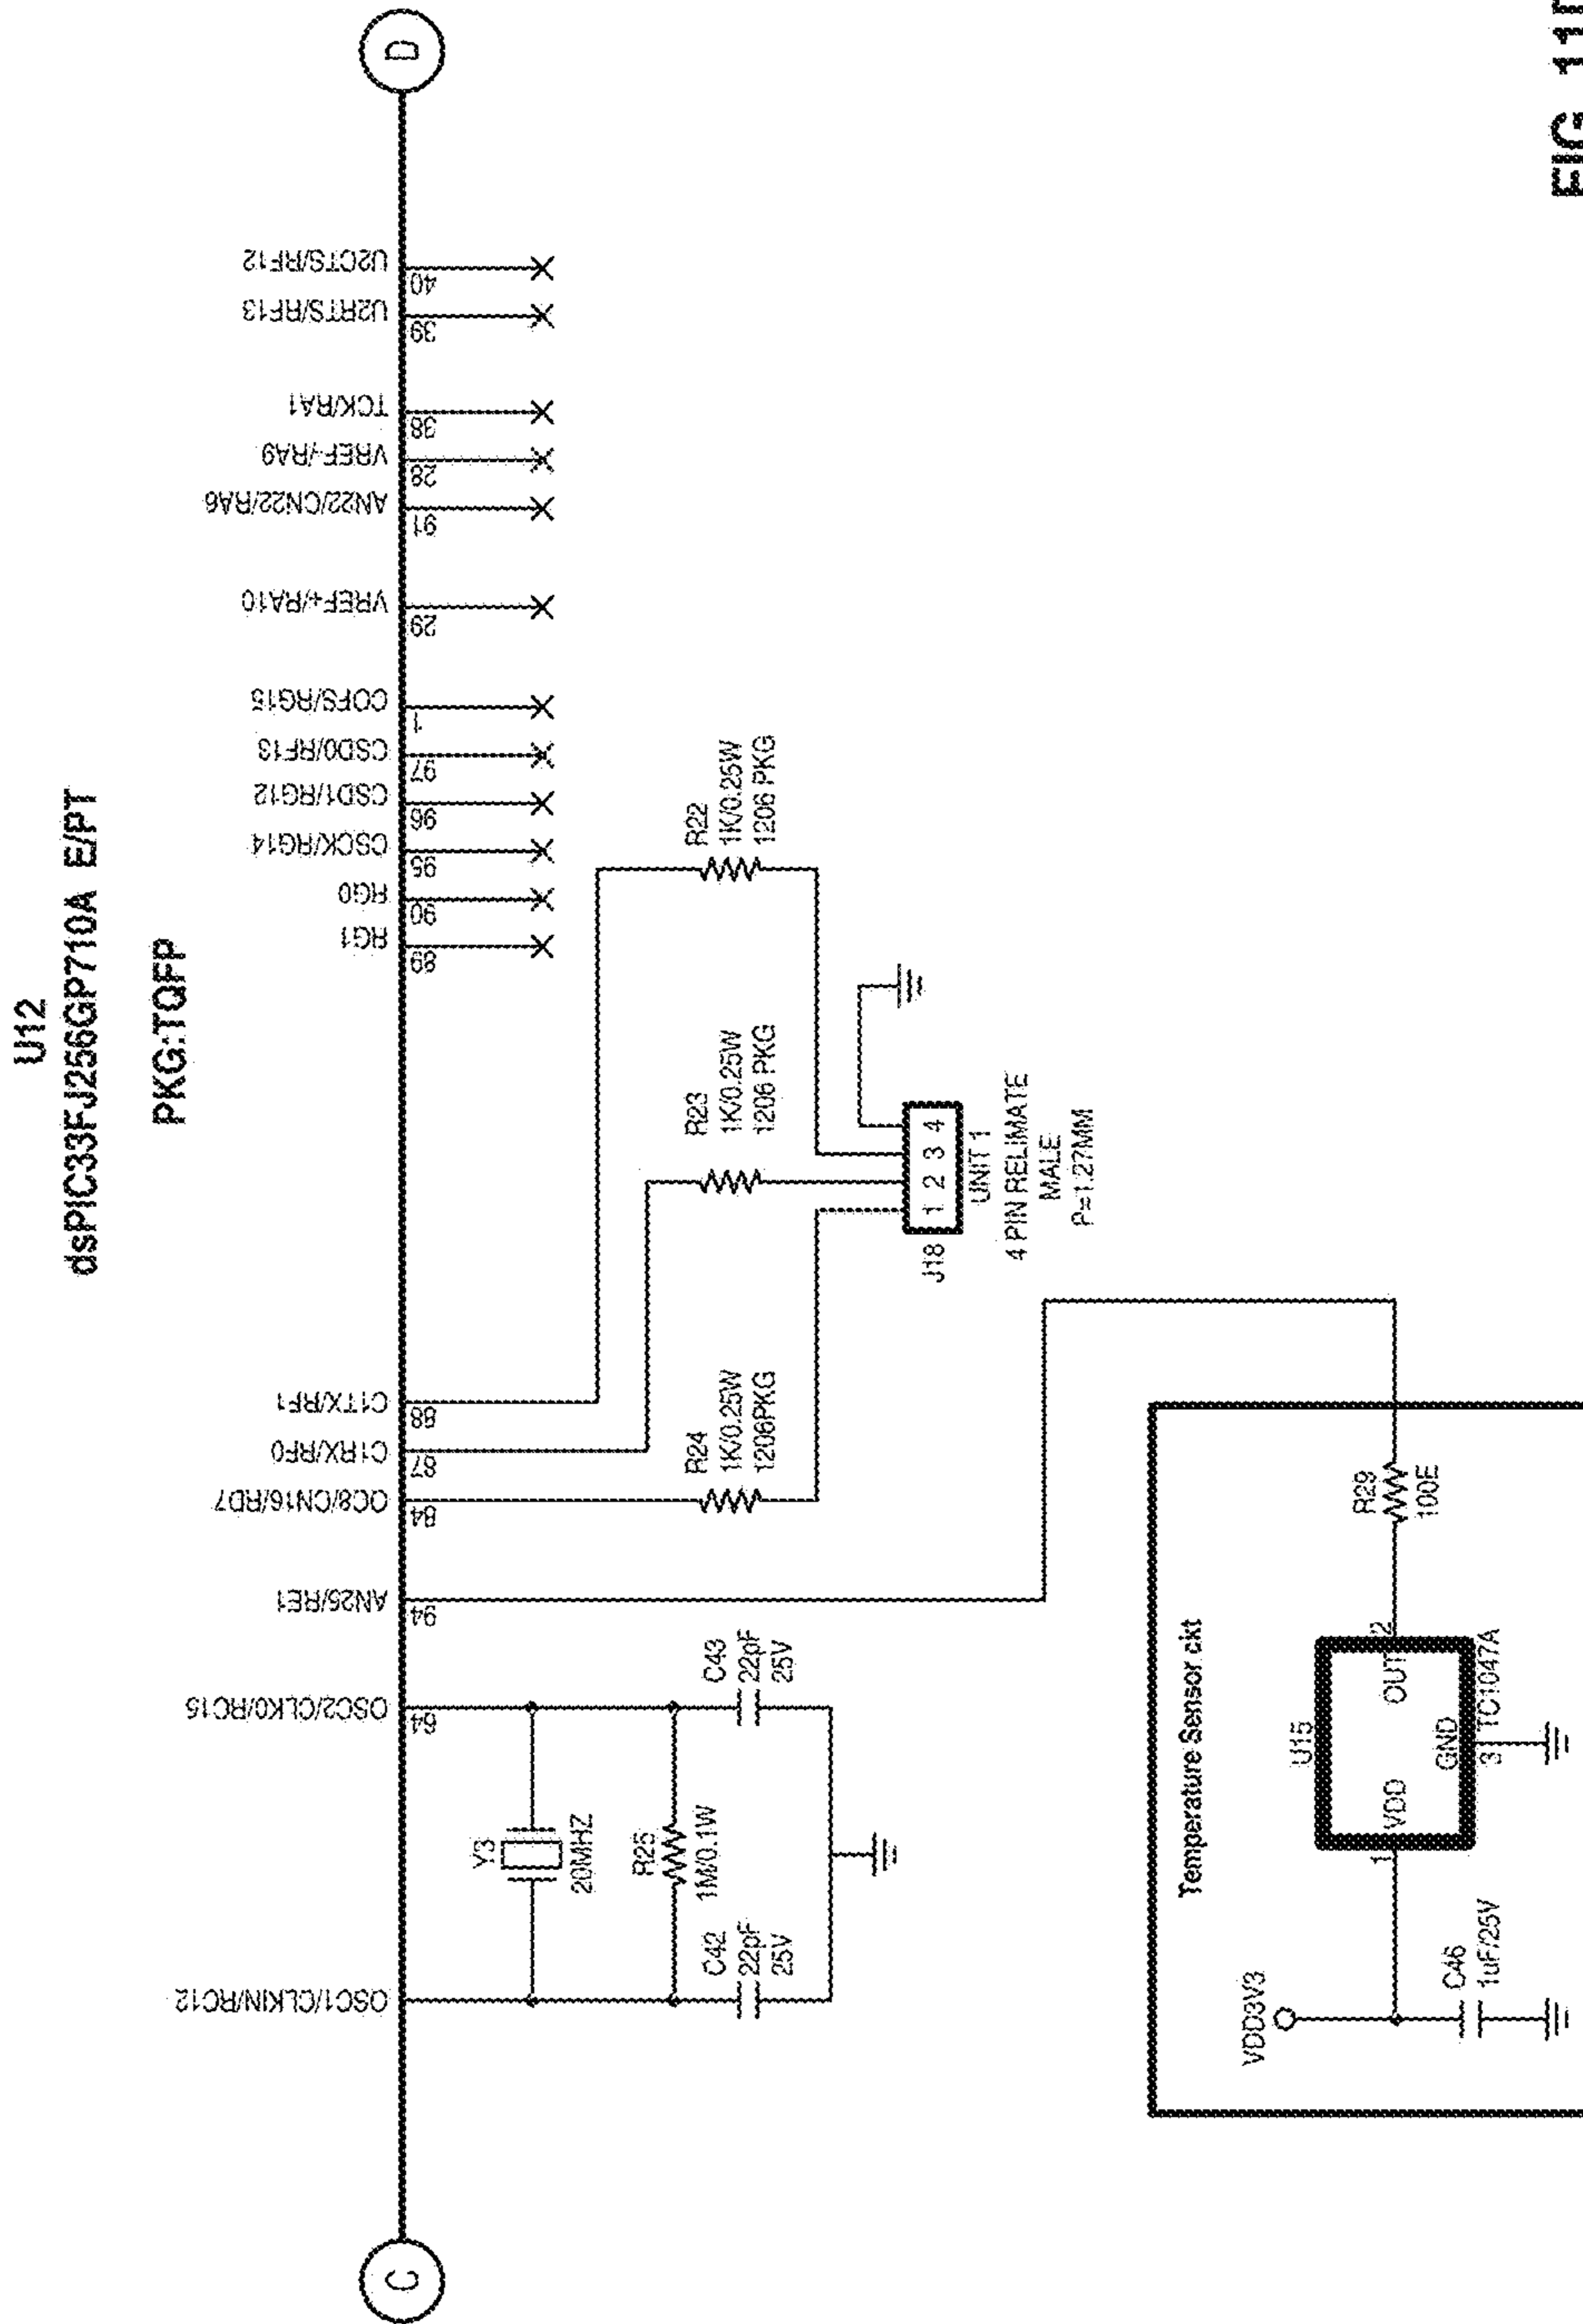 U12
dsPIC33FJ256GP710A E/PT
PKG:TQFP
C
D
OSC1/CLKIN/RC12
OSC2/CLK0/RC15
64
AN25/RE1
94
OC8/CN16/RD7
84
C1RX/RF0
87
C1TX/RF1
88
RG1
89
RG0
90
CSCK/RG14
95
CSD1/RG12
96
CSD0/RF13
97
COFS/RG15
1
VREF+/RA10
29
AN22/CN22/RA6
91
VREF-/RA9
28
TCK/RA1
38
U2RTS/RF13
39
U2CTS/RF12
40
Y3
20MHZ
R25
1M/0.1W
C42
22pF
25V
C43
22pF
25V
R24
1K/0.25W
1206PKG
R23
1K/0.25W
1206 PKG
R22
1K/0.25W
1206 PKG
J18
1 2 3 4
UNIT 1
4 PIN RELIMATE
MALE
P=1.27MM
Temperature Sensor ckt
VDD3V3
C46
1uF/25V
U15
1
VDD
OUT
2
GND
3
TC1047A
R29
100E